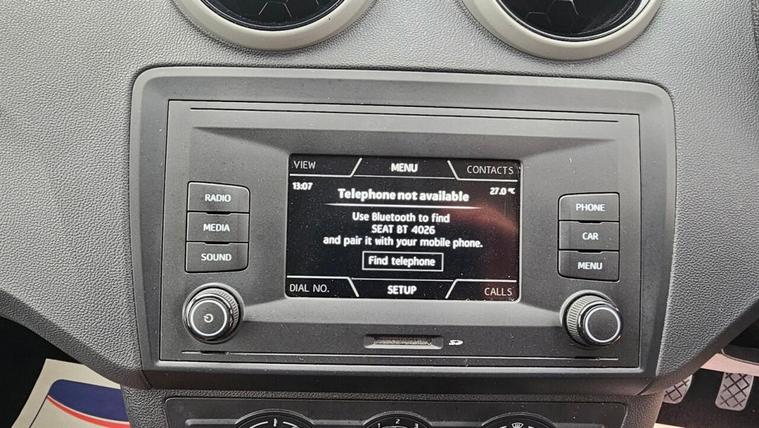 VIEW MENU CONTACTS
13:07 Telephone not available 27.0 °C
Use Bluetooth to find
SEAT BT 4026
and pair it with your mobile phone.
Find telephone
DIAL NO. SETUP CALLS
RADIO
MEDIA
SOUND
PHONE
CAR
MENU
SD